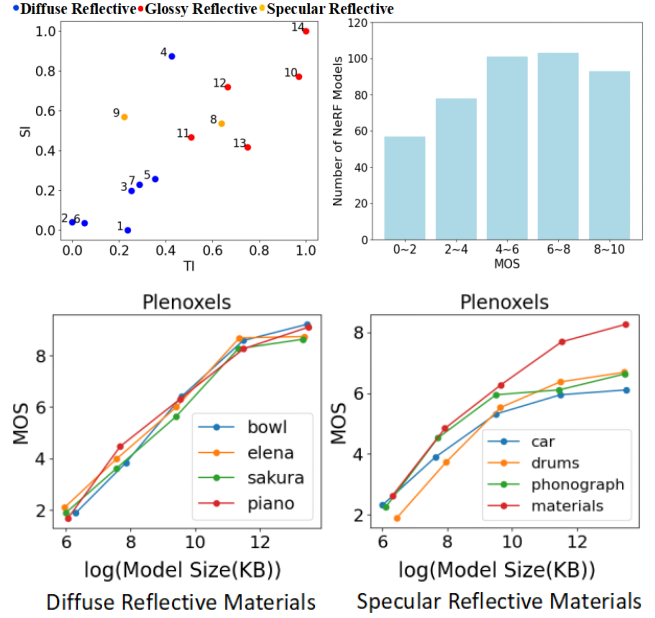 Diffuse Reflective Glossy Reflective Specular Reflective
1.0
0.8
0.6
0.4
0.2
0.0
SI
0.0 0.2 0.4 0.6 0.8 1.0
TI
14
4
10
12
9
8
11
13
5
7
3
2 6
1
120
100
80
60
40
20
0
Number of NeRF Models
0~2 2~4 4~6 6~8 8~10
MOS
Plenoxels
8
6
4
2
MOS
bowl
elena
sakura
piano
6 8 10 12
log(Model Size(KB))
Diffuse Reflective Materials
Plenoxels
8
6
4
2
MOS
car
drums
phonograph
materials
6 8 10 12
log(Model Size(KB))
Specular Reflective Materials